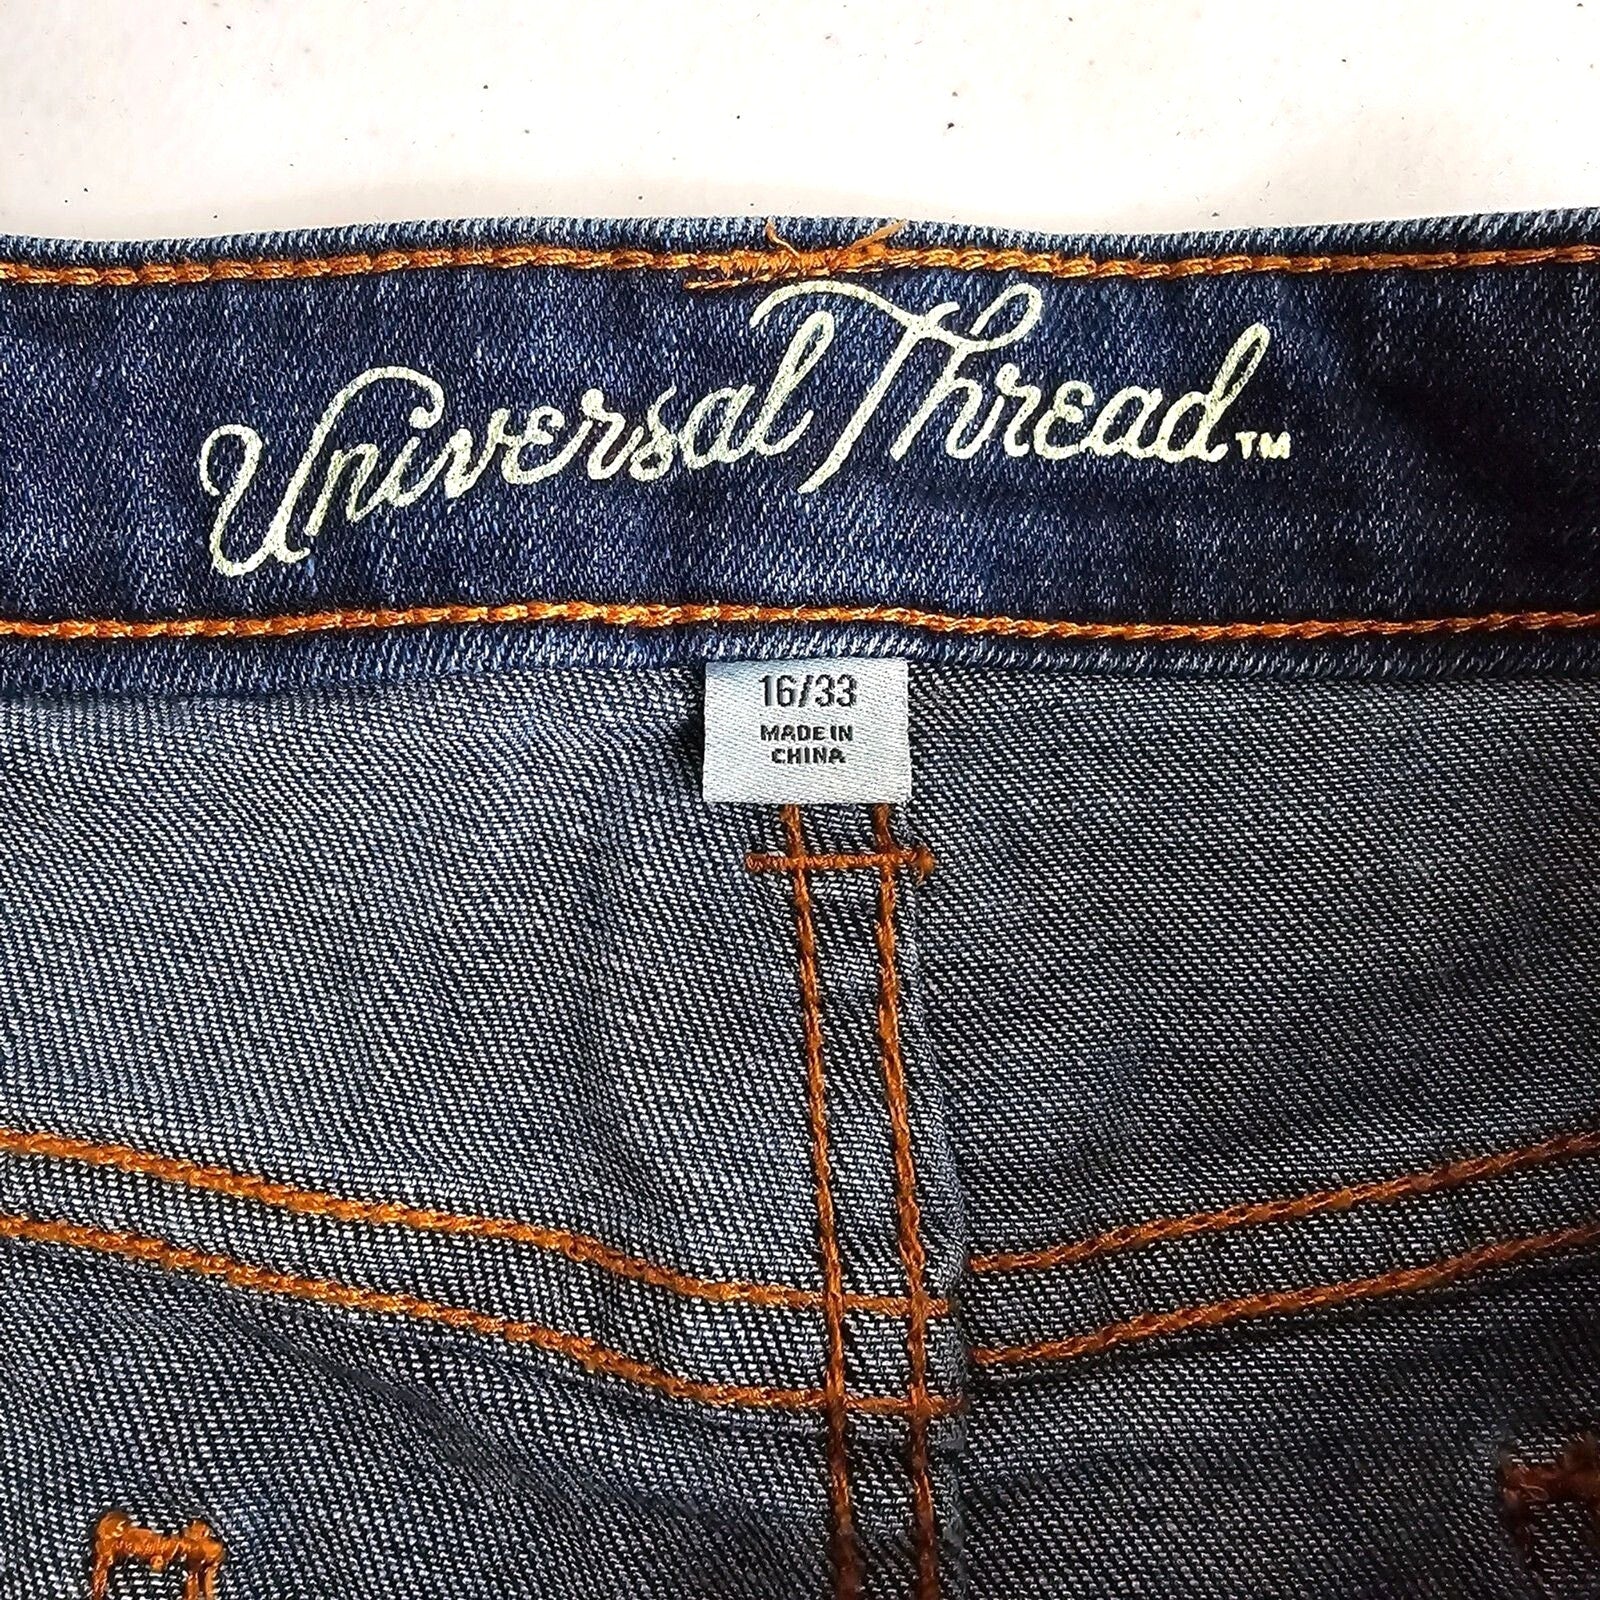 Universal Thread™
16/33
MADE IN
CHINA